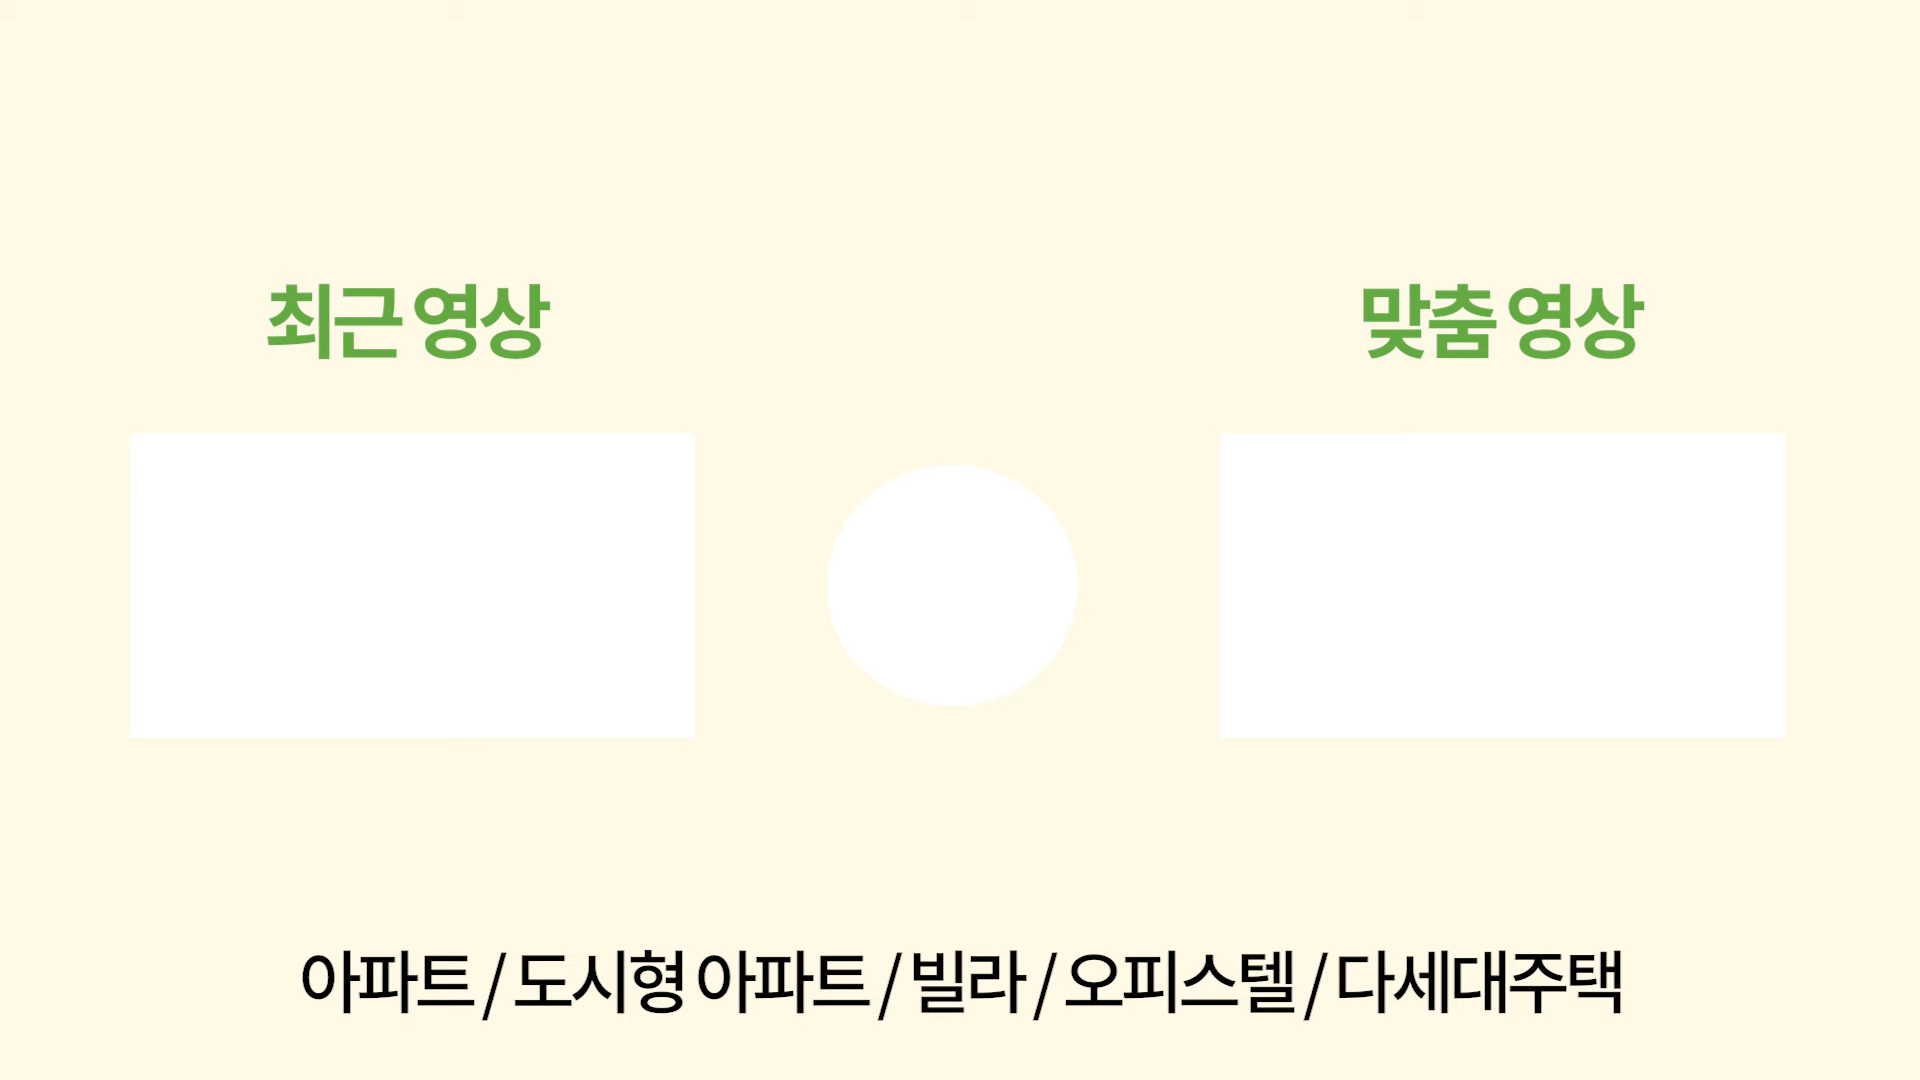 최근 영상
맞춤 영상
아파트 / 도시형 아파트 / 빌라 / 오피스텔 / 다세대주택